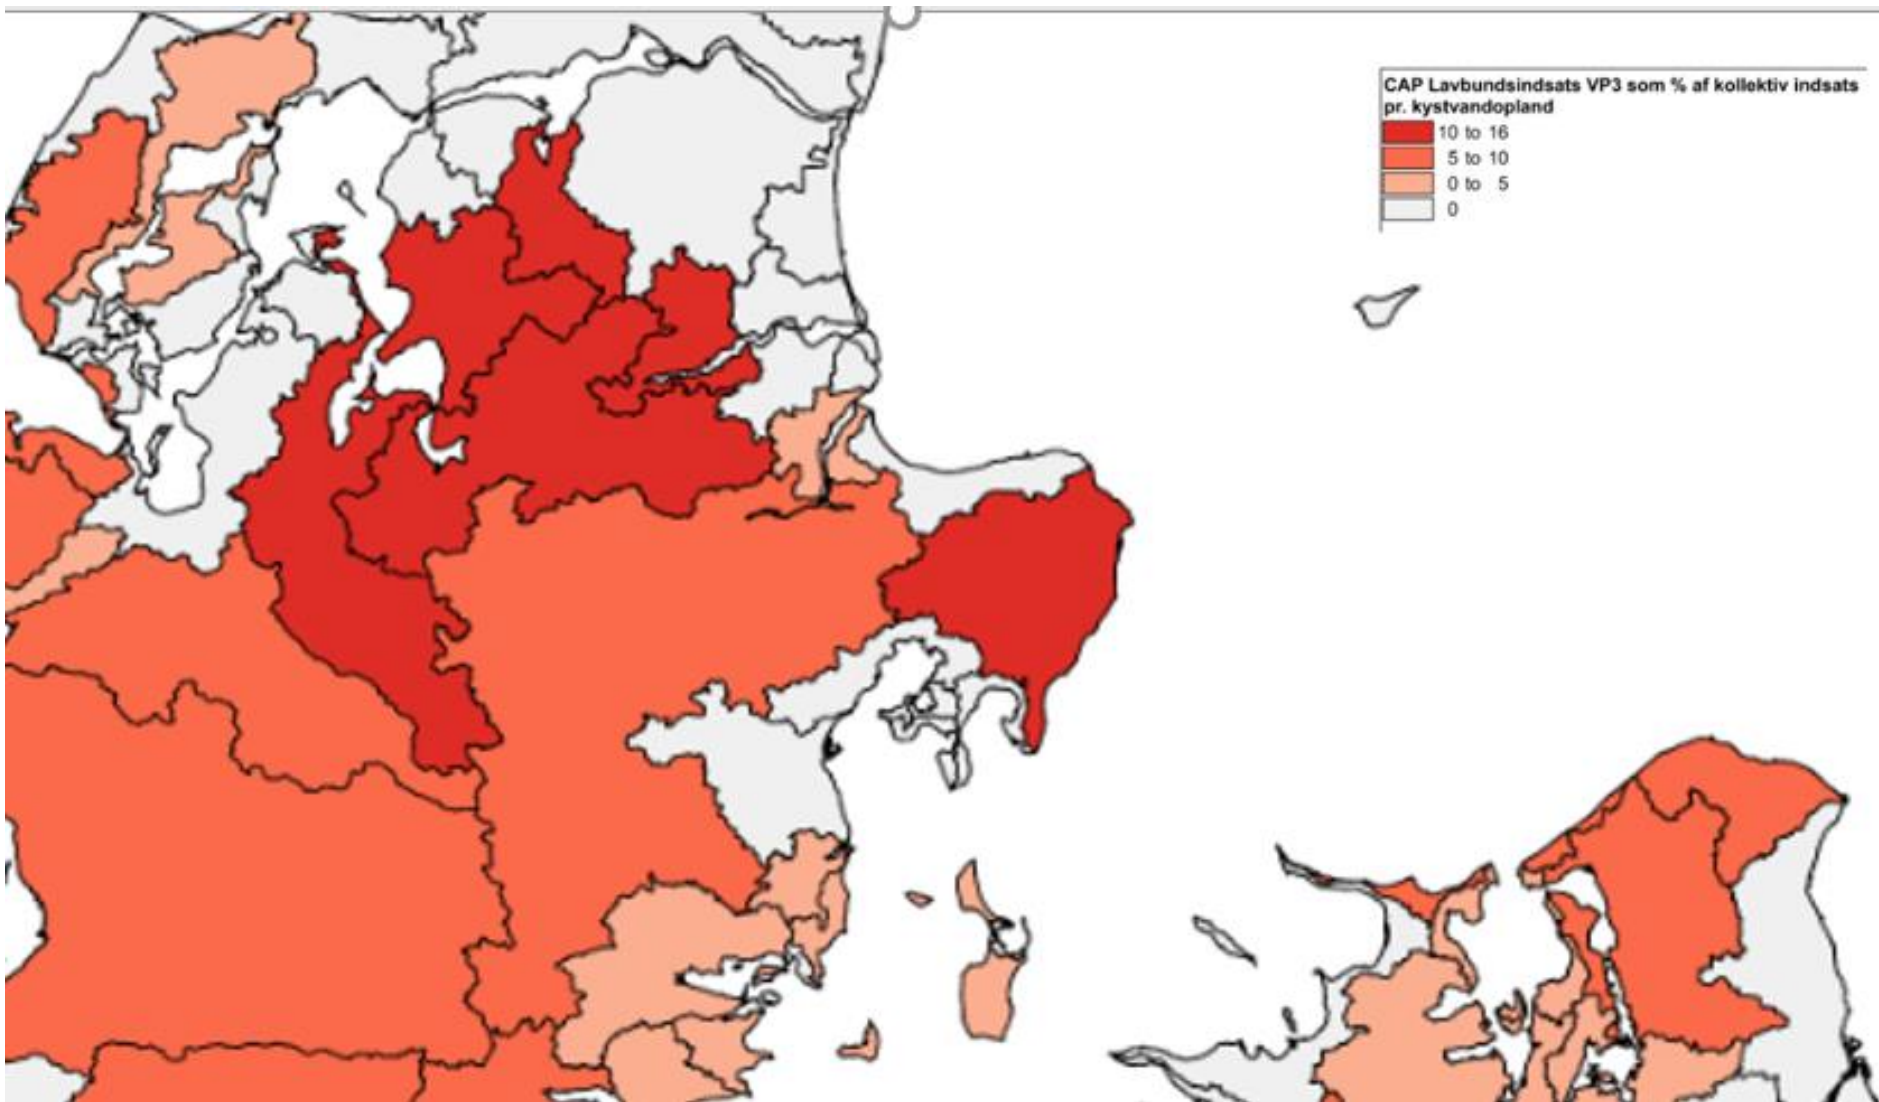 CAP Lavbundsindsats VP3 som % af kollektiv indsats
pr. kystvandopland
10 to 16
5 to 10
0 to 5
0